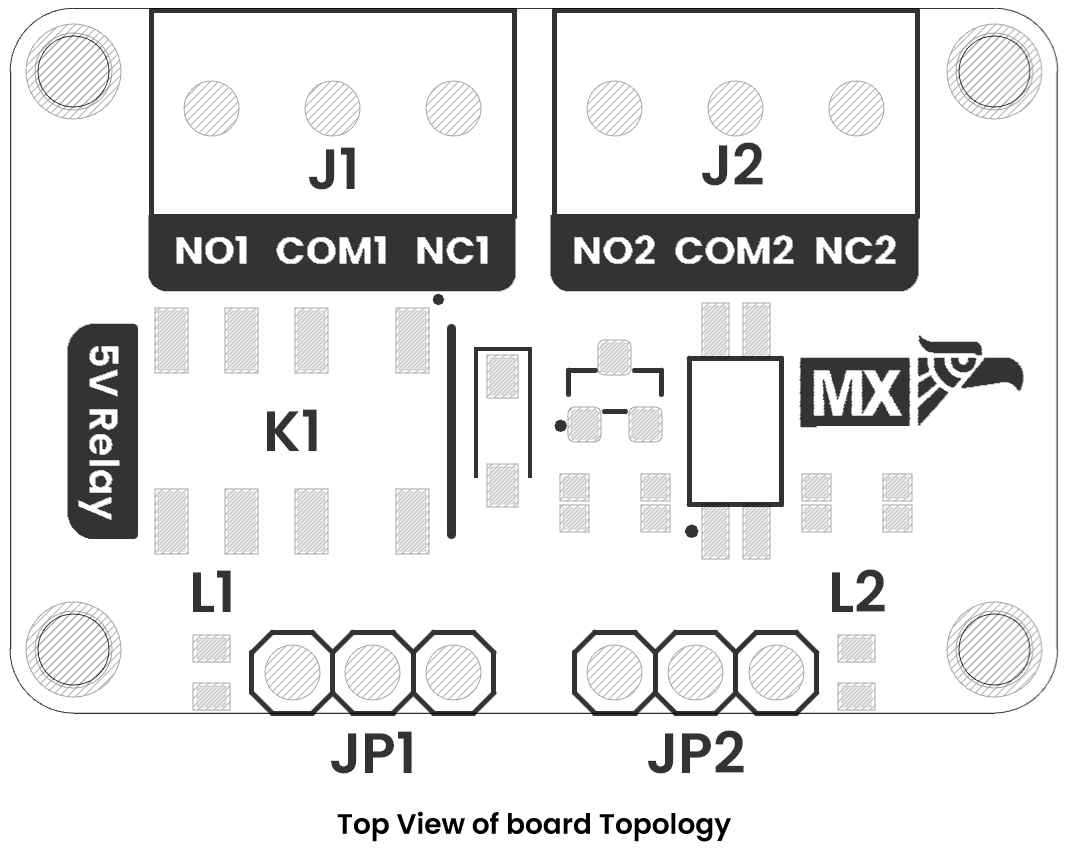 J1
J2
NO1 COM1 NC1
NO2 COM2 NC2
5V Relay
K1
MX
L1
L2
JP1
JP2
Top View of board Topology